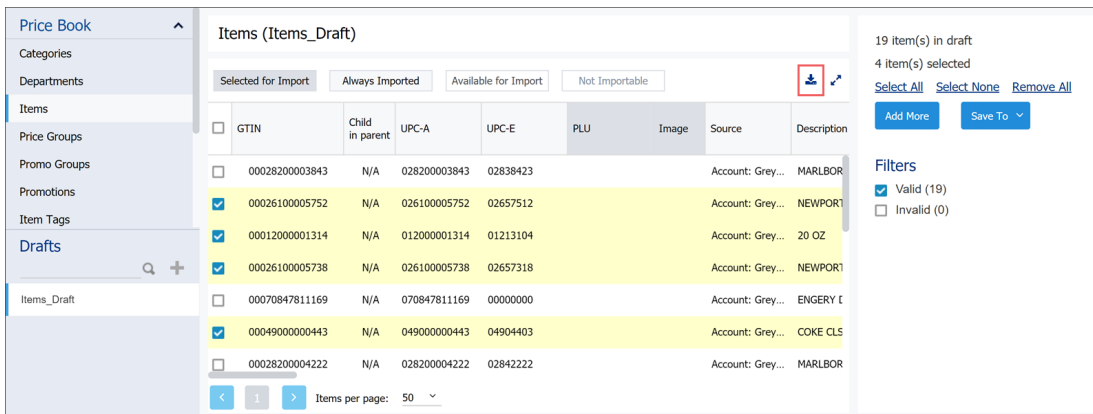 Price Book
Categories
Departments
Items
Price Groups
Promo Groups
Promotions
Item Tags
Drafts
Items_Draft
Items (Items_Draft)
Selected for Import Always Imported Available for Import Not Importable
GTIN Child in parent UPC-A UPC-E PLU Image Source Description
00028200003843 N/A 028200003843 02838423 Account: Grey... MARLBOR
00026100005752 N/A 026100005752 02657512 Account: Grey... NEWPORT
00012000001314 N/A 012000001314 01213104 Account: Grey... 20 OZ
00026100005738 N/A 026100005738 02657318 Account: Grey... NEWPORT
00070847811169 N/A 070847811169 00000000 Account: Grey... ENGERY D
00049000000443 N/A 049000000443 04904403 Account: Grey... COKE CLS
00028200004222 N/A 028200004222 02842222 Account: Grey... MARLBOR
1 Items per page: 50
19 item(s) in draft
4 item(s) selected
Select All Select None Remove All
Add More Save To
Filters
Valid (19)
Invalid (0)